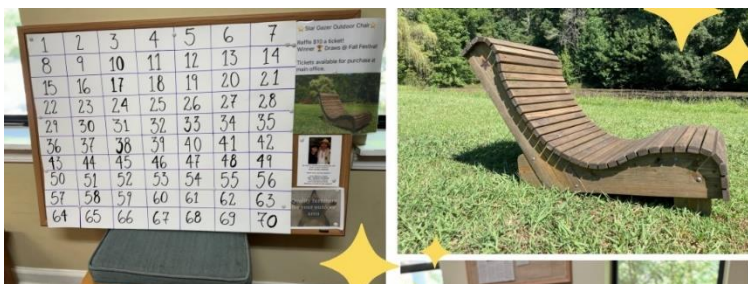 1 2 3 4 5 6 7
8 9 10 11 12 13 14
15 16 17 18 19 20 21
22 23 24 25 26 27 28
29 30 31 32 33 34 35
36 37 38 39 40 41 42
43 44 45 46 47 48 49
50 51 52 53 54 55 56
57 58 59 60 61 62 63
64 65 66 67 68 69 70
Star Gazer Outdoor Chair
Raffle $10 a ticket!
Winner Draws @ Fall Festival
Tickets available for purchase @
main office.